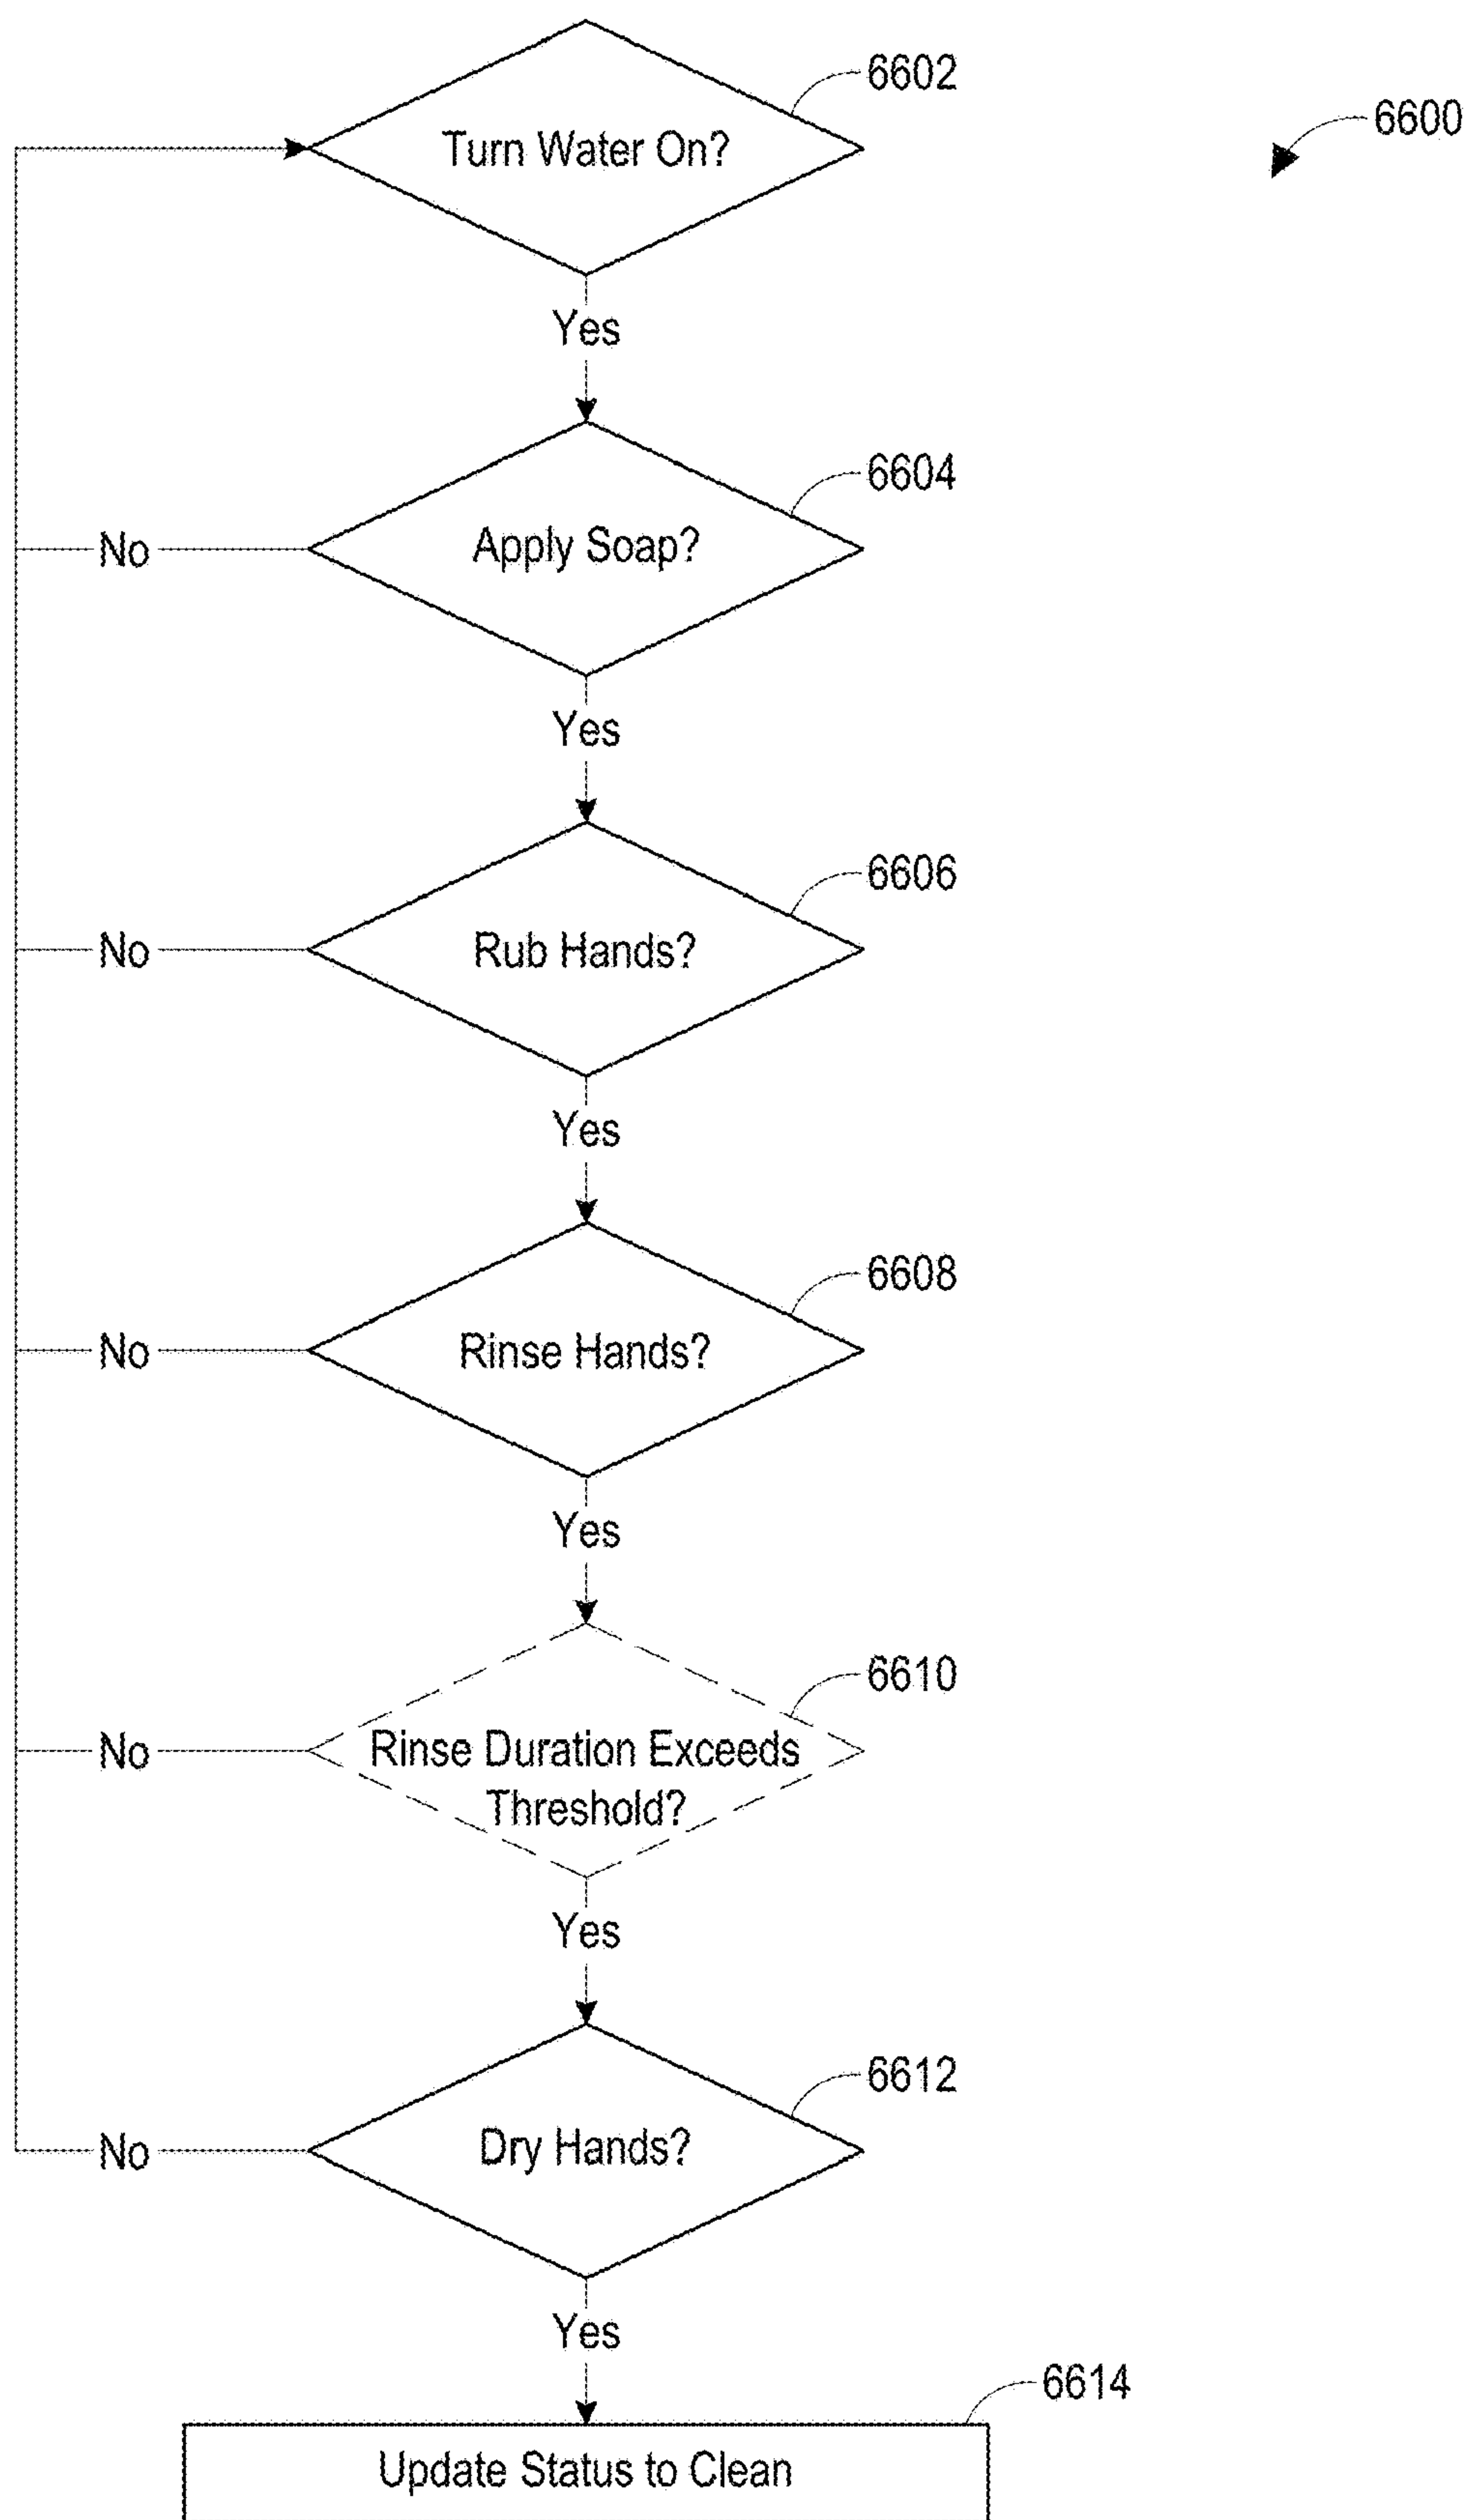 6602
6600
Turn Water On?
Yes
6604
No
Apply Soap?
Yes
6606
No
Rub Hands?
Yes
6608
No
Rinse Hands?
Yes
6610
No
Rinse Duration Exceeds
Threshold?
Yes
6612
No
Dry Hands?
Yes
6614
Update Status to Clean